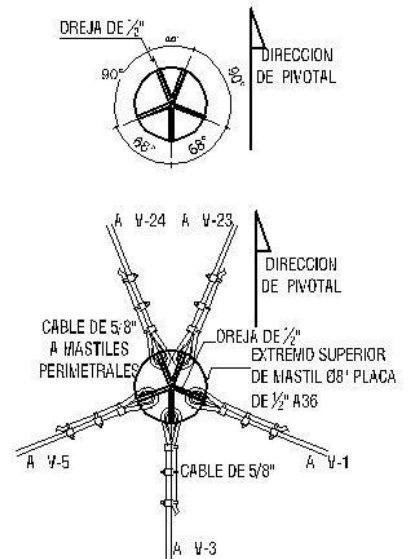 OREJA DE ½"
90°
90°
68°
68°
DIRECCION
DE PIVOTAL
A V-24
A V-23
DIRECCION
DE PIVOTAL
CABLE DE 5/8"
A MASTILES
PERIMETRALES
OREJA DE ½"
EXTREMO SUPERIOR
DE MASTIL Ø8" PLACA
DE ½" A36
A V-5
A V-1
CABLE DE 5/8"
A V-3